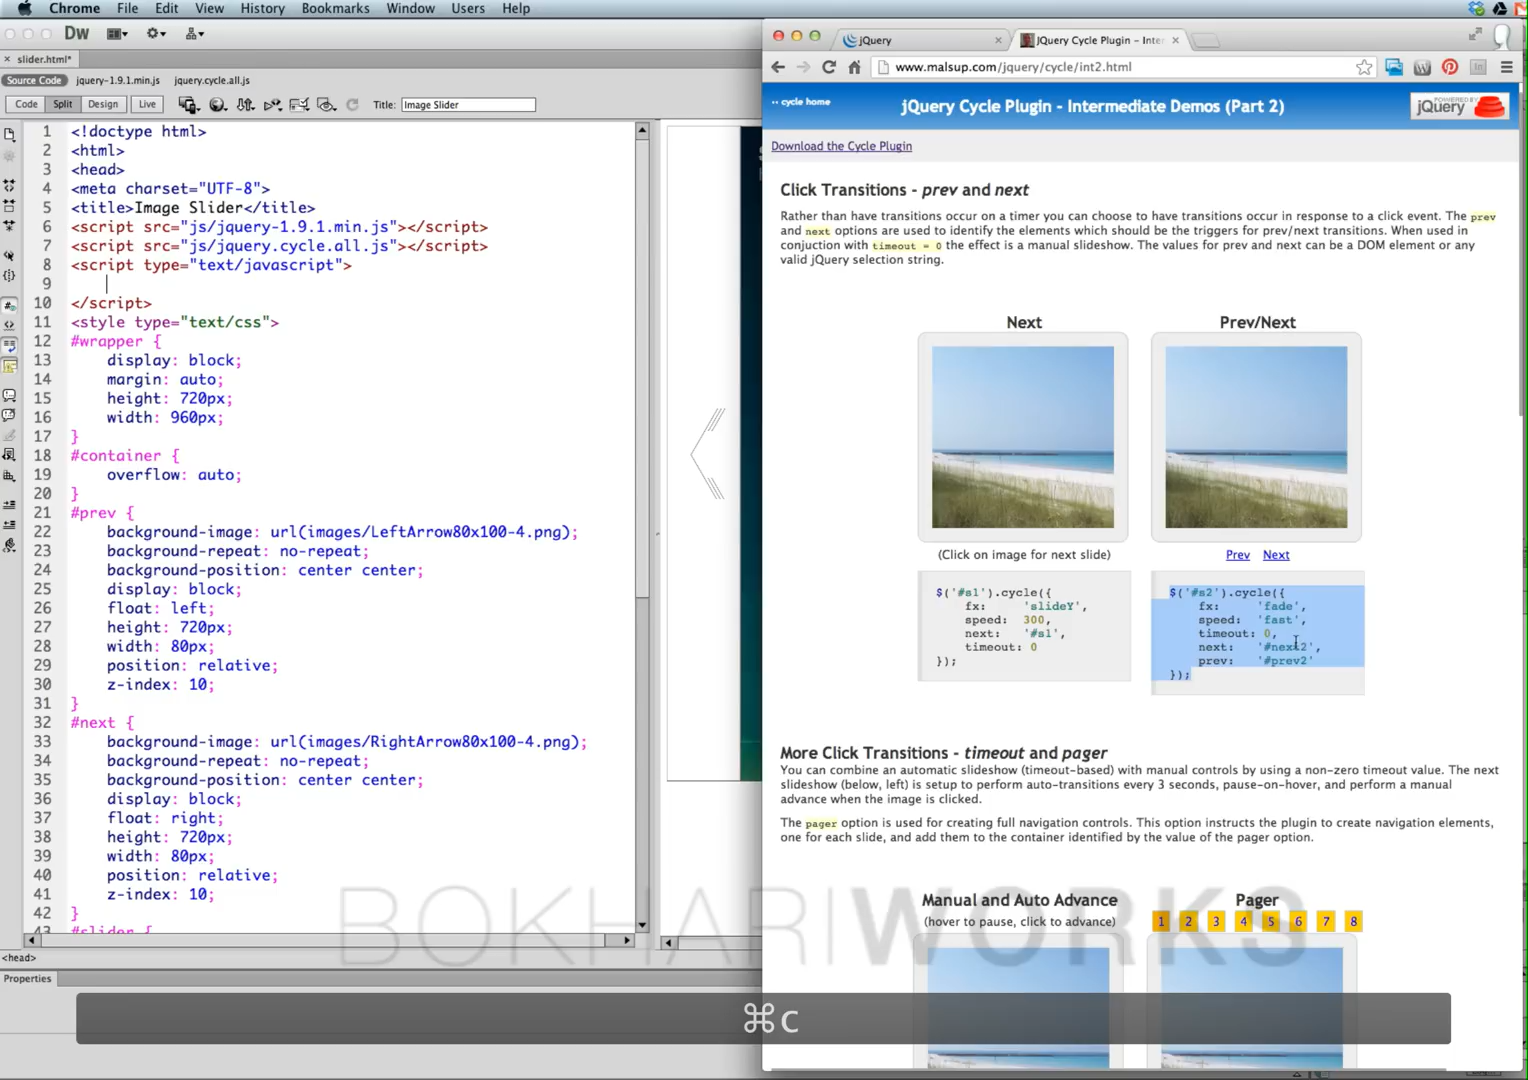 Chrome File Edit View History Bookmarks Window Users Help
Dw
slider.html*
Source Code jquery-1.9.1.min.js jquery.cycle.all.js
Code Split Design Live Title: Image Slider
1 <!doctype html>
2 <html>
3 <head>
4 <meta charset="UTF-8">
5 <title>Image Slider</title>
6 <script src="js/jquery-1.9.1.min.js"></script>
7 <script src="js/jquery.cycle.all.js"></script>
8 <script type="text/javascript">
9
10 </script>
11 <style type="text/css">
12 #wrapper {
13 display: block;
14 margin: auto;
15 height: 720px;
16 width: 960px;
17 }
18 #container {
19 overflow: auto;
20 }
21 #prev {
22 background-image: url(images/LeftArrow80x100-4.png);
23 background-repeat: no-repeat;
24 background-position: center center;
25 display: block;
26 float: left;
27 height: 720px;
28 width: 80px;
29 position: relative;
30 z-index: 10;
31 }
32 #next {
33 background-image: url(images/RightArrow80x100-4.png);
34 background-repeat: no-repeat;
35 background-position: center center;
36 display: block;
37 float: right;
38 height: 720px;
39 width: 80px;
40 position: relative;
41 z-index: 10;
42 }
43 #slider {
<head>
Properties
jQuery
jQuery Cycle Plugin - Inter
www.malsup.com/jquery/cycle/int2.html
cycle home
jQuery Cycle Plugin - Intermediate Demos (Part 2)
POWERED BY
jQuery
Download the Cycle Plugin
Click Transitions - prev and next
Rather than have transitions occur on a timer you can choose to have transitions occur in response to a click event. The prev
and next options are used to identify the elements which should be the triggers for prev/next transitions. When used in
conjuction with timeout = 0 the effect is a manual slideshow. The values for prev and next can be a DOM element or any
valid jQuery selection string.
Next
(Click on image for next slide)
$('#s1').cycle({
fx: 'slideY',
speed: 300,
next: '#s1',
timeout: 0
});
Prev/Next
Prev Next
$('#s2').cycle({
fx: 'fade',
speed: 'fast',
timeout: 0,
next: '#next2',
prev: '#prev2'
});
More Click Transitions - timeout and pager
You can combine an automatic slideshow (timeout-based) with manual controls by using a non-zero timeout value. The next
slideshow (below, left) is setup to perform auto-transitions every 3 seconds, pause-on-hover, and perform a manual
advance when the image is clicked.
The pager option is used for creating full navigation controls. This option instructs the plugin to create navigation elements,
one for each slide, and add them to the container identified by the value of the pager option.
Manual and Auto Advance
(hover to pause, click to advance)
Pager
1 2 3 4 5 6 7 8
BOKHARIWORKS
⌘C